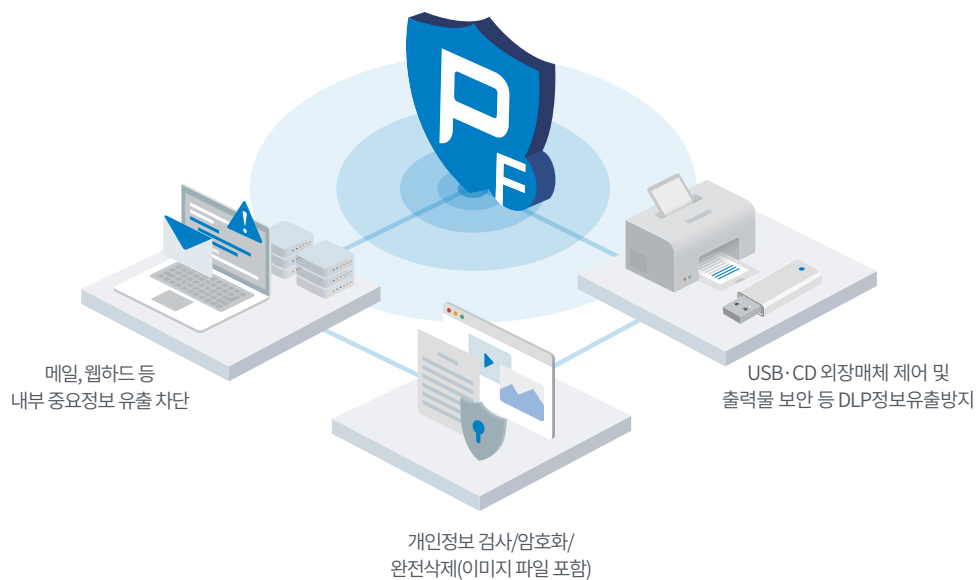 P
F
메일, 웹하드 등
내부 중요정보 유출 차단
USB·CD 외장매체 제어 및
출력물 보안 등 DLP정보유출방지
개인정보 검사/암호화/
완전삭제(이미지 파일 포함)